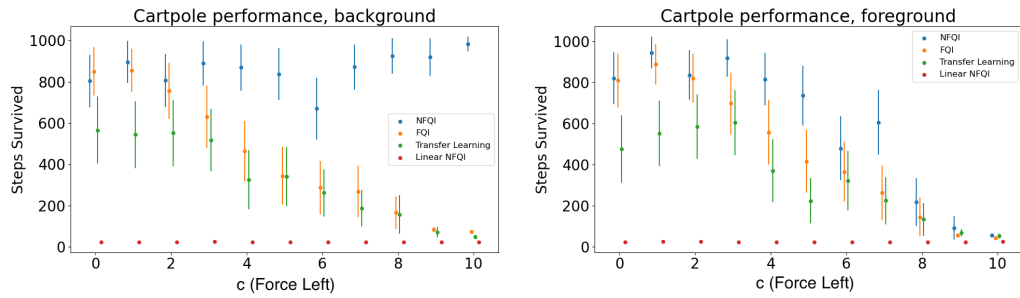 Cartpole performance, background
Steps Survived
1000
800
600
400
200
0
0 2 4 6 8 10
c (Force Left)
NFQI
FQI
Transfer Learning
Linear NFQI
Cartpole performance, foreground
Steps Survived
1000
800
600
400
200
0
0 2 4 6 8 10
c (Force Left)
NFQI
FQI
Transfer Learning
Linear NFQI